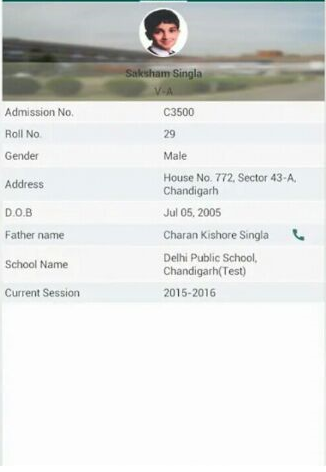 Saksham Singla
V-A
Admission No. C3500
Roll No. 29
Gender Male
Address House No. 772, Sector 43-A,
Chandigarh
D.O.B Jul 05, 2005
Father name Charan Kishore Singla
School Name Delhi Public School,
Chandigarh(Test)
Current Session 2015-2016